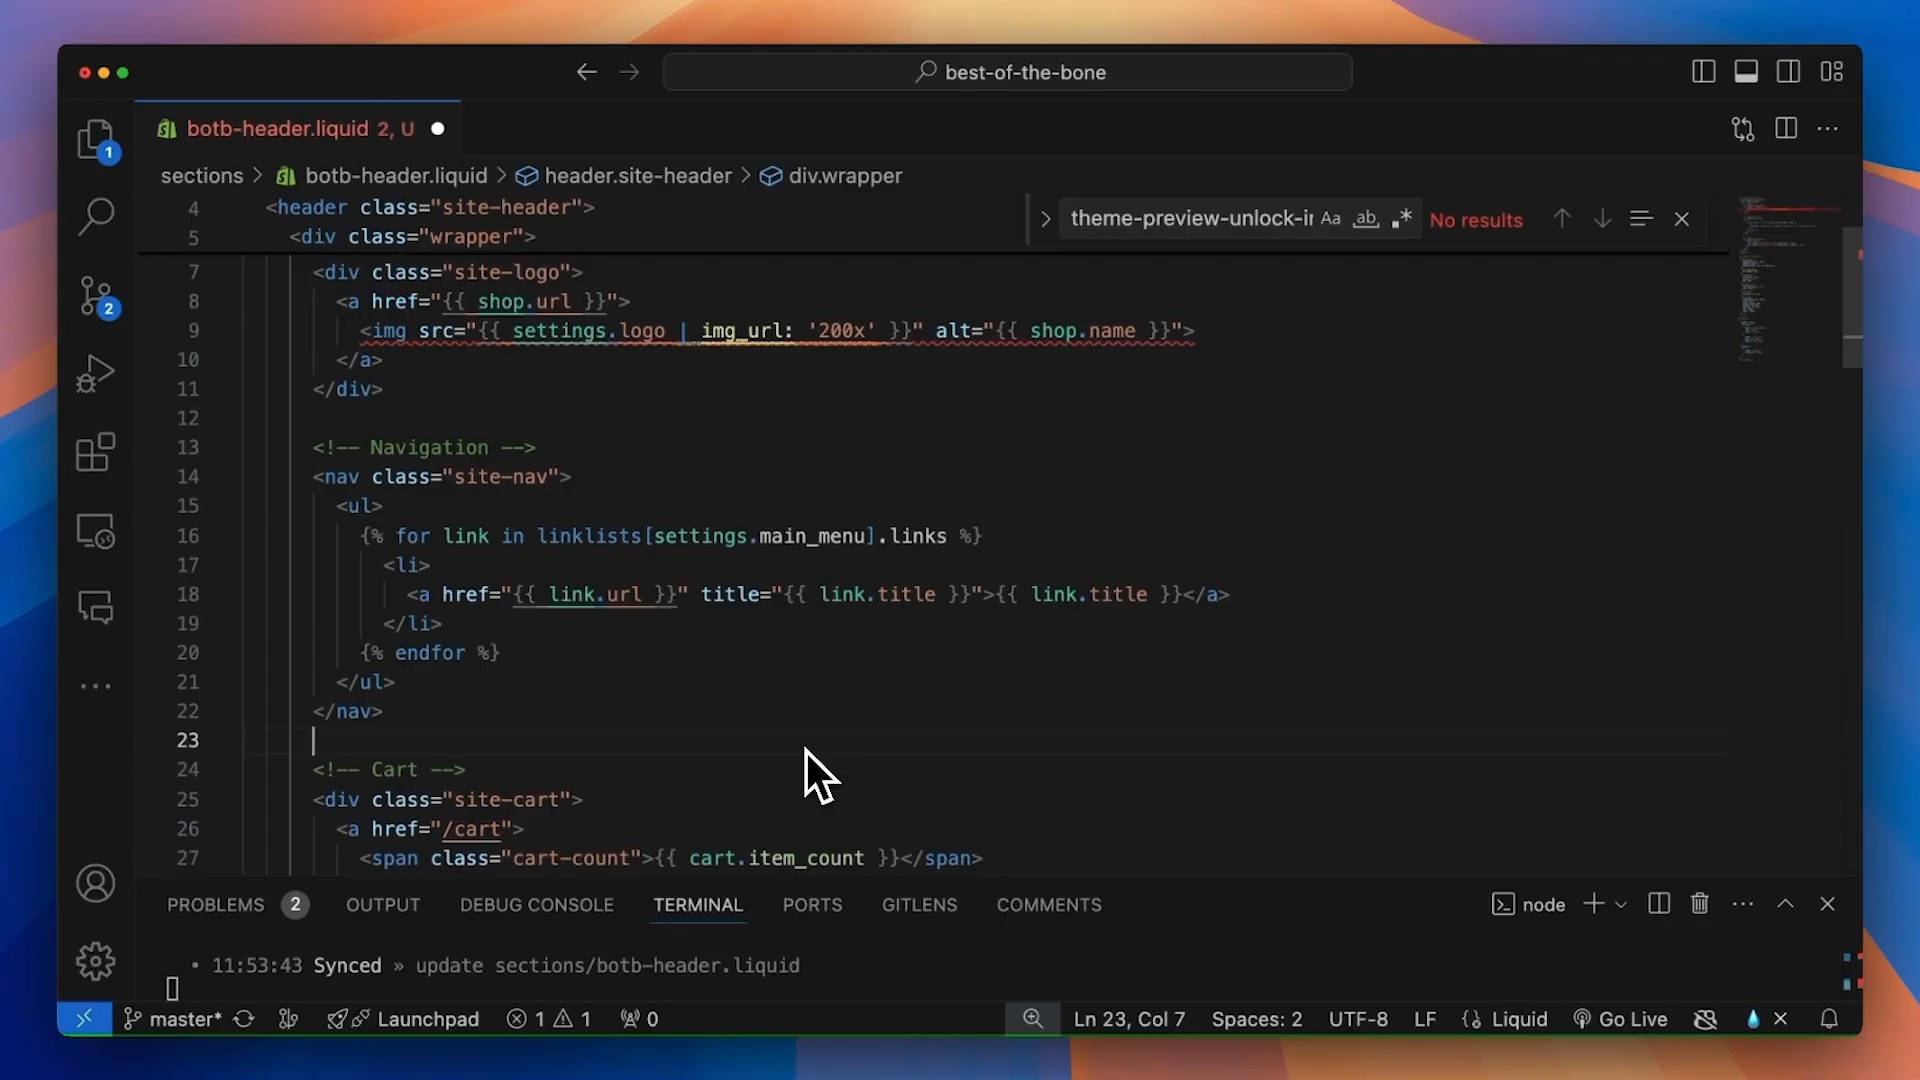 best-of-the-bone
botb-header.liquid 2, U
sections > botb-header.liquid > header.site-header > div.wrapper
4 <header class="site-header">
5 <div class="wrapper">
theme-preview-unlock-ir Aa ab .* No results
7 <div class="site-logo">
8 <a href="{{ shop.url }}">
9 <img src="{{ settings.logo | img_url: '200x' }}" alt="{{ shop.name }}">
10 </a>
11 </div>
12
13 <!-- Navigation -->
14 <nav class="site-nav">
15 <ul>
16 {% for link in linklists[settings.main_menu].links %}
17 <li>
18 <a href="{{ link.url }}" title="{{ link.title }}">{{ link.title }}</a>
19 </li>
20 {% endfor %}
21 </ul>
22 </nav>
23
24 <!-- Cart -->
25 <div class="site-cart">
26 <a href="/cart">
27 <span class="cart-count">{{ cart.item_count }}</span>
1
2
PROBLEMS 2 OUTPUT DEBUG CONSOLE TERMINAL PORTS GITLENS COMMENTS
node
• 11:53:43 Synced » update sections/botb-header.liquid
master* Launchpad 1 1 0 Ln 23, Col 7 Spaces: 2 UTF-8 LF Liquid Go Live